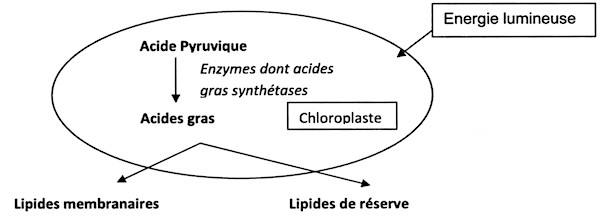 Energie lumineuse
Acide Pyruvique
Enzymes dont acides
gras synthétases
Acides gras
Chloroplaste
Lipides membranaires
Lipides de réserve